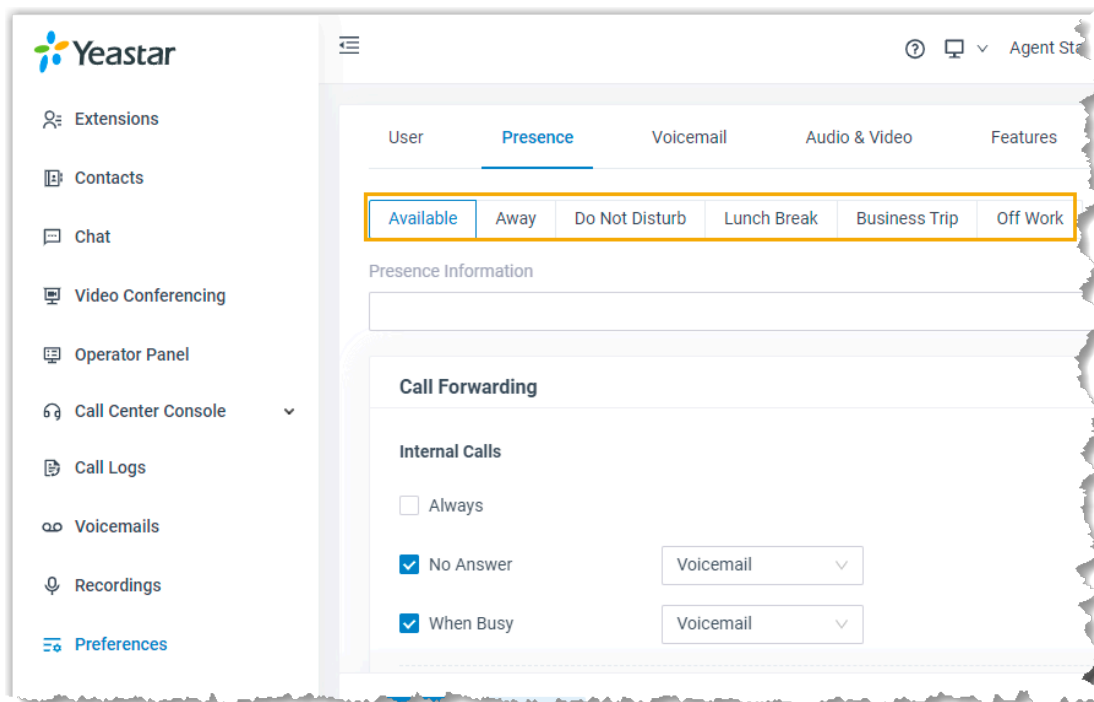 Yeastar
Agent Sta
Extensions
Contacts
Chat
Video Conferencing
Operator Panel
Call Center Console
Call Logs
Voicemails
Recordings
Preferences
User Presence Voicemail Audio & Video Features
Available Away Do Not Disturb Lunch Break Business Trip Off Work
Presence Information
Call Forwarding
Internal Calls
Always
No Answer Voicemail
When Busy Voicemail